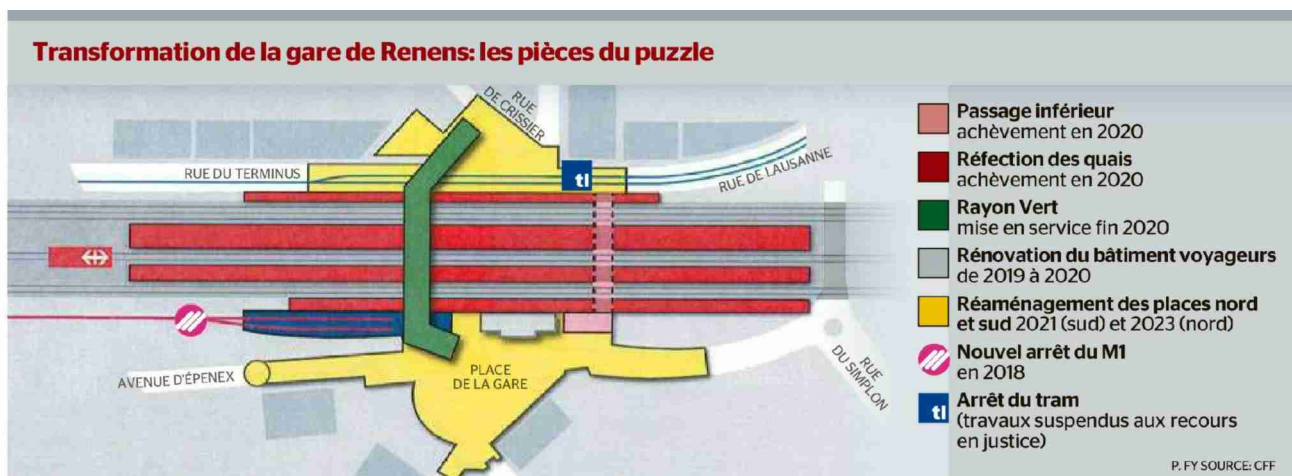 Transformation de la gare de Renens: les pièces du puzzle
RUE
DE CRISSIER
RUE DU TERMINUS
tl
RUE DE LAUSANNE
AVENUE D'ÉPENEX
PLACE
DE LA GARE
RUE
DU SIMPLON
Passage inférieur
achèvement en 2020
Réfection des quais
achèvement en 2020
Rayon Vert
mise en service fin 2020
Rénovation du bâtiment voyageurs
de 2019 à 2020
Réaménagement des places nord
et sud 2021 (sud) et 2023 (nord)
Nouvel arrêt du M1
en 2018
tl
Arrêt du tram
(travaux suspendus aux recours
en justice)
P. FY SOURCE: CFF